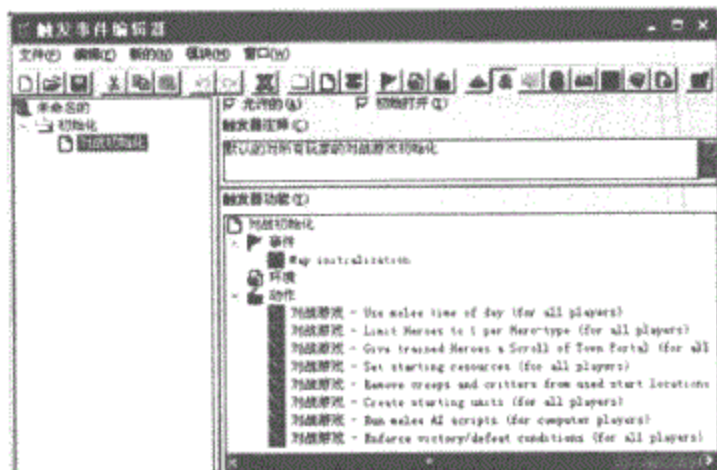 触发事件编辑器
文件(F) 编辑(E) 新的(N) 模块(M) 窗口(W)
未命名的
初始化
对战初始化
允许的(A) 初始打开(I)
触发器注释(C)
默认的对所有玩家的对战游戏初始化
触发器功能(T)
对战初始化
事件
Map initialization
环境
动作
对战游戏 - Use melee time of day (for all players)
对战游戏 - Limit Heroes to 1 per Hero-type (for all players)
对战游戏 - Give trained Heroes a Scroll of Town Portal (for all
对战游戏 - Set starting resources (for all players)
对战游戏 - Remove creeps and critters from used start locations
对战游戏 - Create starting units (for all players)
对战游戏 - Run melee AI scripts (for computer players)
对战游戏 - Enforce victory/defeat conditions (for all players)